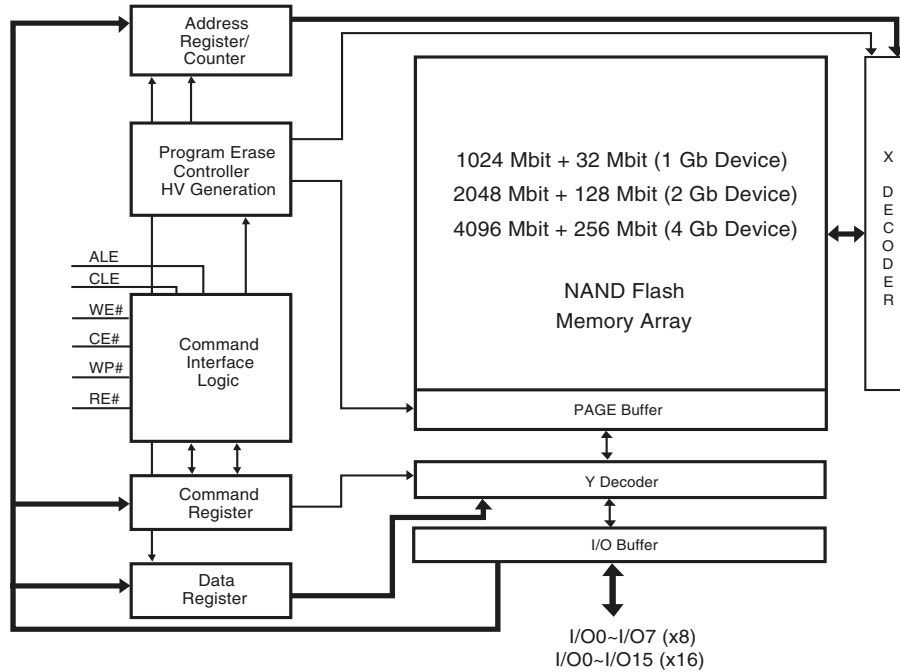 Address
Register/
Counter
Program Erase
Controller
HV Generation
ALE
CLE
WE#
CE#
WP#
RE#
Command
Interface
Logic
Command
Register
Data
Register
1024 Mbit + 32 Mbit (1 Gb Device)
2048 Mbit + 128 Mbit (2 Gb Device)
4096 Mbit + 256 Mbit (4 Gb Device)
NAND Flash
Memory Array
PAGE Buffer
Y Decoder
I/O Buffer
I/O0~I/O7 (x8)
I/O0~I/O15 (x16)
X
D
E
C
O
D
E
R